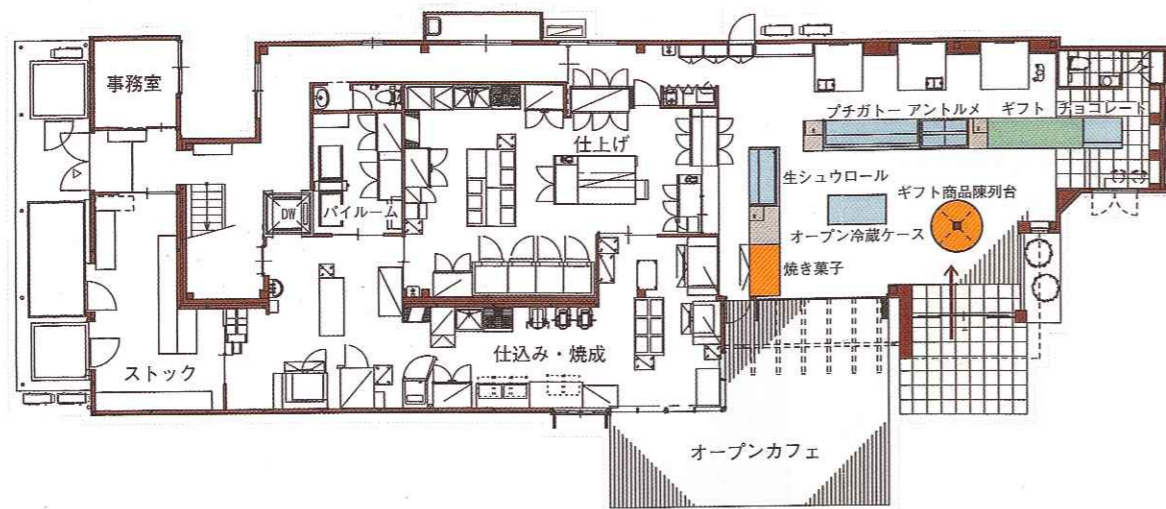 事務室
プチガトー アントルメ ギフト チョコレート
仕上げ
生シュウロール
ギフト商品陳列台
DW
パイルーム
オープン冷蔵ケース
焼き菓子
仕込み・焼成
ストック
オープンカフェ